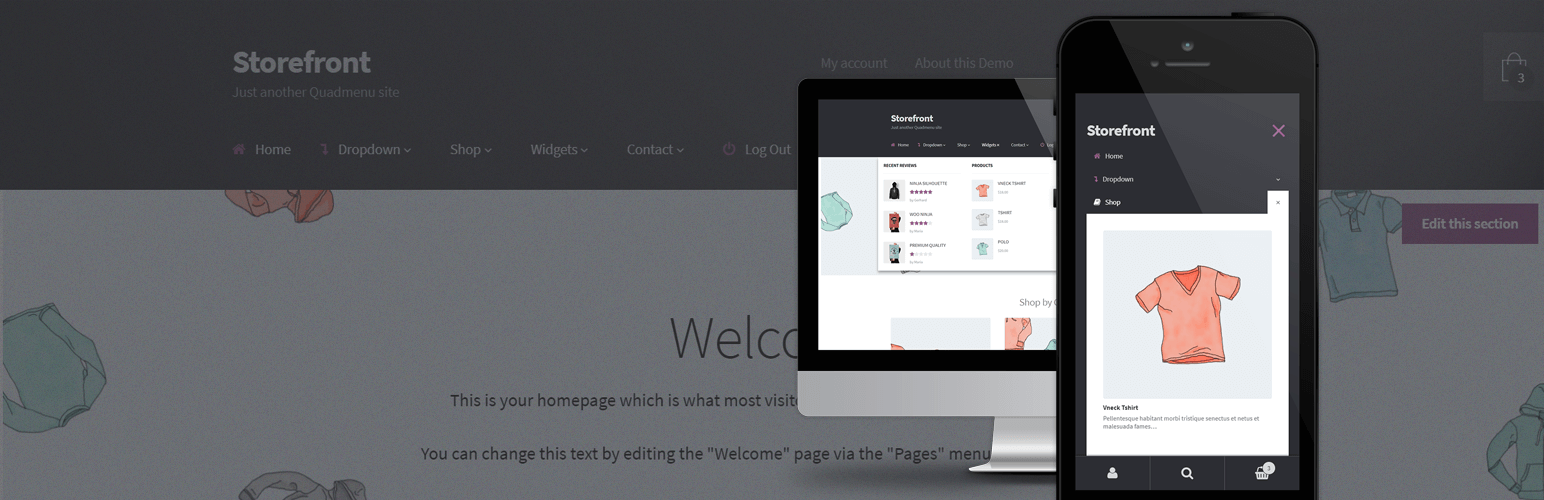 Storefront
Just another Quadmenu site
My account About this Demo
3
Home Dropdown Shop Widgets Contact Log Out
Edit this section
Welco
This is your homepage which is what most visite
You can change this text by editing the "Welcome" page via the "Pages" menu
Storefront
Just another Quadmenu site
Home Dropdown Shop Widgets Contact Log
RECENT REVIEWS PRODUCTS
NINJA SILHOUETTE
by Gerhard
WOO NINJA
by Maria
PREMIUM QUALITY
by Maria
VNECK TSHIRT
TSHIRT
POLO
Shop by
Storefront
Home
Dropdown
Shop
Vneck Tshirt
Pellentesque habitant morbi tristique senectus et netus et
malesuada fames…
3